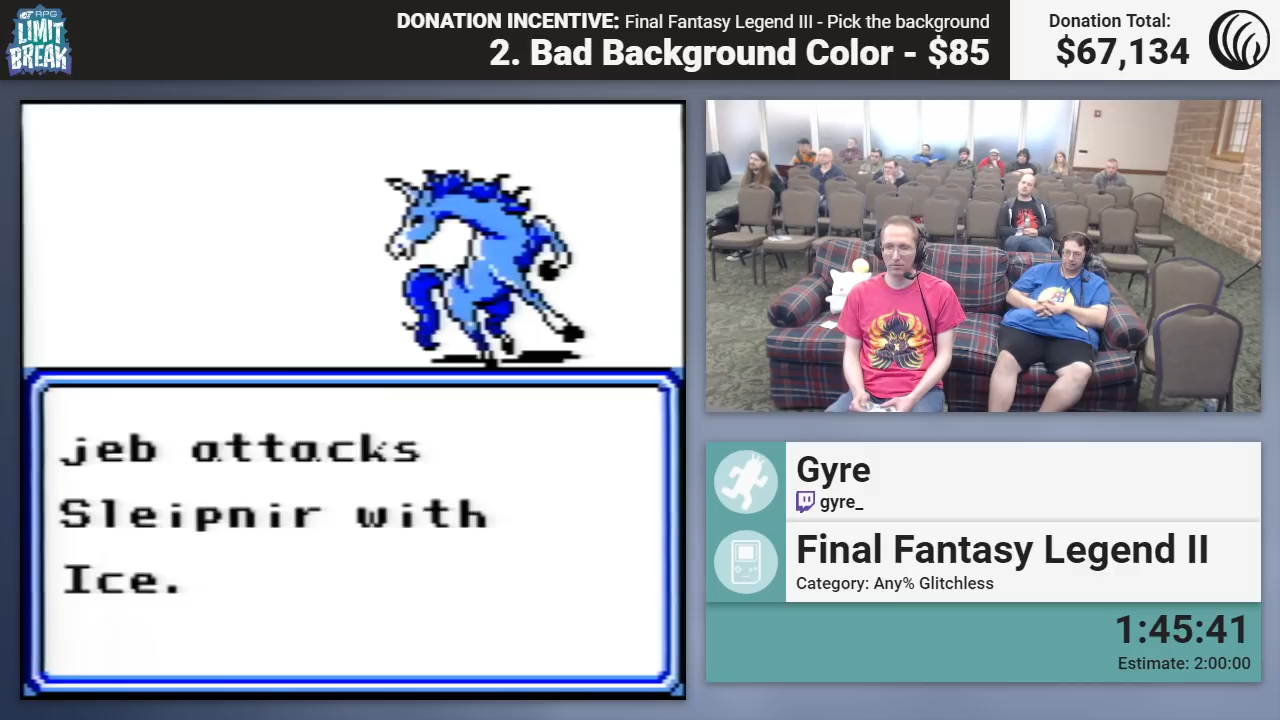 RPG
LIMIT
BREAK
DONATION INCENTIVE: Final Fantasy Legend III - Pick the background
2. Bad Background Color - $85
Donation Total:
$67,134
jeb attacks
Sleipnir with
Ice.
Gyre
gyre_
Final Fantasy Legend II
Category: Any% Glitchless
1:45:41
Estimate: 2:00:00